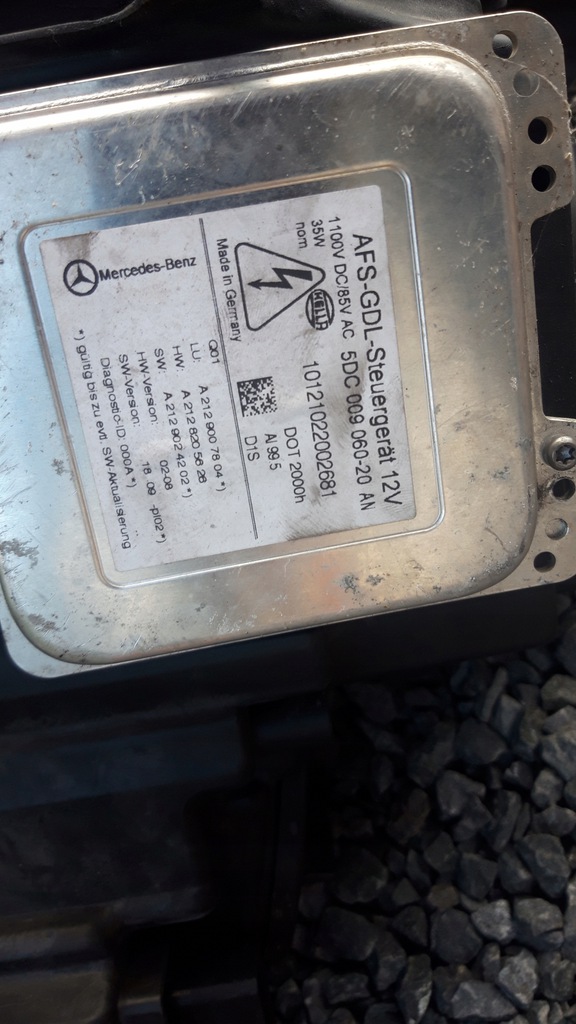 AFS-GDL-Steuergerät 12V
1100V DC/85V AC 5DC 009 060-20 AN
35W
nom
HELLA
10121022002681
DOT 2000h
AI 99 5
D1S
Made in Germany
Mercedes-Benz
Q01
LU: A 212 900 78 04 *)
HW: A 212 820 56 26
SW: A 212 902 42 02 *)
HW-Version: 02-08
SW-Version: 18 . 09 . -pl02 *)
Diagnostic-ID: 000A *)
*) gültig bis zu evtl. SW-Aktualisierung